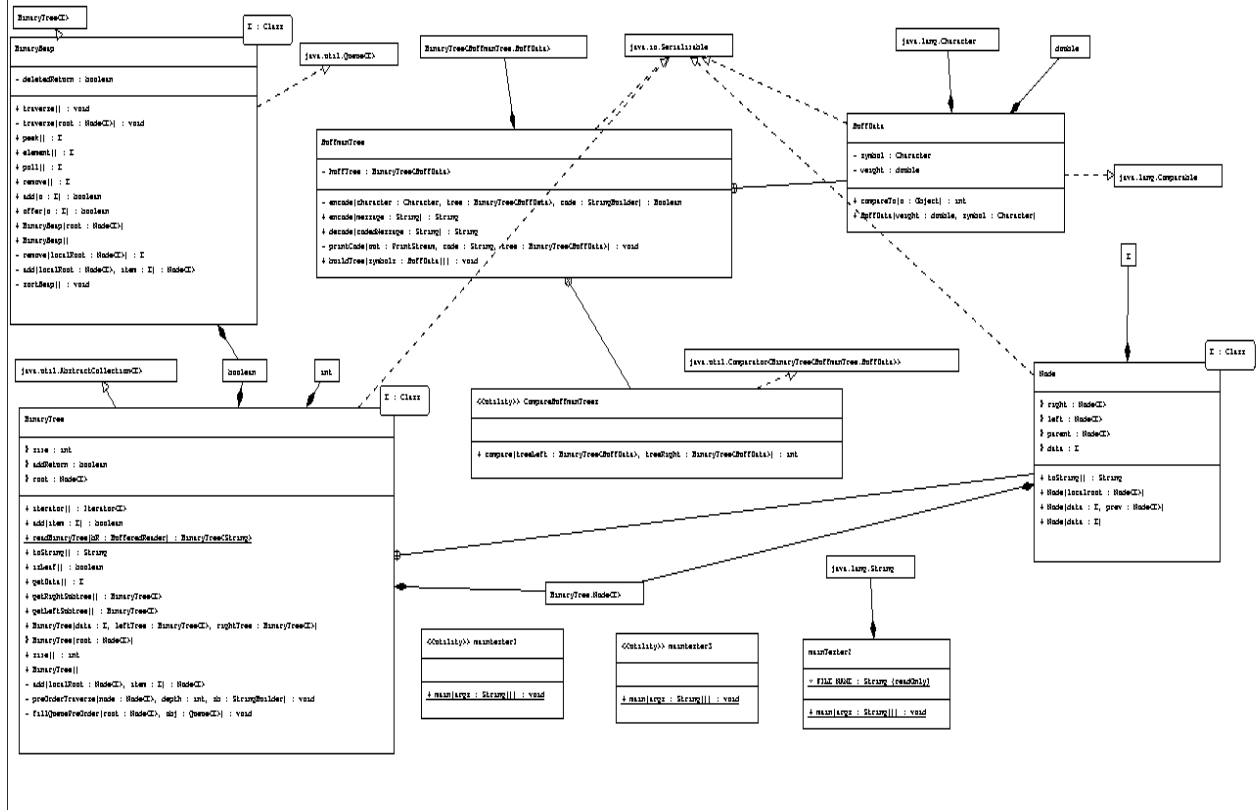 BinaryTree<E>
E : Class
BinaryHeap
- deletedReturn : boolean
+ traverse() : void
- traverse(root : Node<E>) : void
+ peek() : E
+ element() : E
+ poll() : E
+ remove() : E
+ add(o : E) : boolean
+ offer(o : E) : boolean
+ BinaryHeap(root : Node<E>)
+ BinaryHeap()
- remove(localRoot : Node<E>) : E
- add(localRoot : Node<E>, item : E) : Node<E>
- sortHeap() : void
java.util.Queue<E>
BinaryTree<HuffmanTree.HuffData>
java.io.Serializable
java.lang.Character
double
HuffmanTree
- huffTree : BinaryTree<HuffData>
- encode(character : Character, tree : BinaryTree<HuffData>, code : StringBuilder) : Boolean
+ encode(message : String) : String
+ decode(codedMessage : String) : String
- printCode(out : PrintStream, code : String, tree : BinaryTree<HuffData>) : void
+ buildTree(symbols : HuffData[]) : void
HuffData
- symbol : Character
- weight : double
+ compareTo(o : Object) : int
+ HuffData(weight : double, symbol : Character)
java.lang.Comparable
E
java.util.AbstractCollection<E>
boolean
int
java.util.Comparator<BinaryTree<HuffmanTree.HuffData>>
E : Class
Node
} right : Node<E>
} left : Node<E>
} parent : Node<E>
} data : E
+ toString() : String
+ Node(localroot : Node<E>)
+ Node(data : E, prev : Node<E>)
+ Node(data : E)
<<Utility>> CompareHuffmanTrees
+ compare(treeLeft : BinaryTree<HuffData>, treeRight : BinaryTree<HuffData>) : int
E : Class
BinaryTree
} size : int
} addReturn : boolean
} root : Node<E>
+ iterator() : Iterator<E>
+ add(item : E) : boolean
+ readBinaryTree(bR : BufferedReader) : BinaryTree<String>
+ toString() : String
+ isLeaf() : boolean
+ getData() : E
+ getRightSubtree() : BinaryTree<E>
+ getLeftSubtree() : BinaryTree<E>
+ BinaryTree(data : E, leftTree : BinaryTree<E>, rightTree : BinaryTree<E>)
} BinaryTree(root : Node<E>)
+ size() : int
+ BinaryTree()
- add(localRoot : Node<E>, item : E) : Node<E>
- preOrderTraverse(node : Node<E>, depth : int, sb : StringBuilder) : void
- fillQueuePreOrder(root : Node<E>, obj : Queue<E>) : void
BinaryTree.Node<E>
java.lang.String
<<Utility>> maintester1
+ main(args : String[]) : void
<<Utility>> maintester3
+ main(args : String[]) : void
mainTester2
+ FILE_NAME : String {readOnly}
+ main(args : String[]) : void